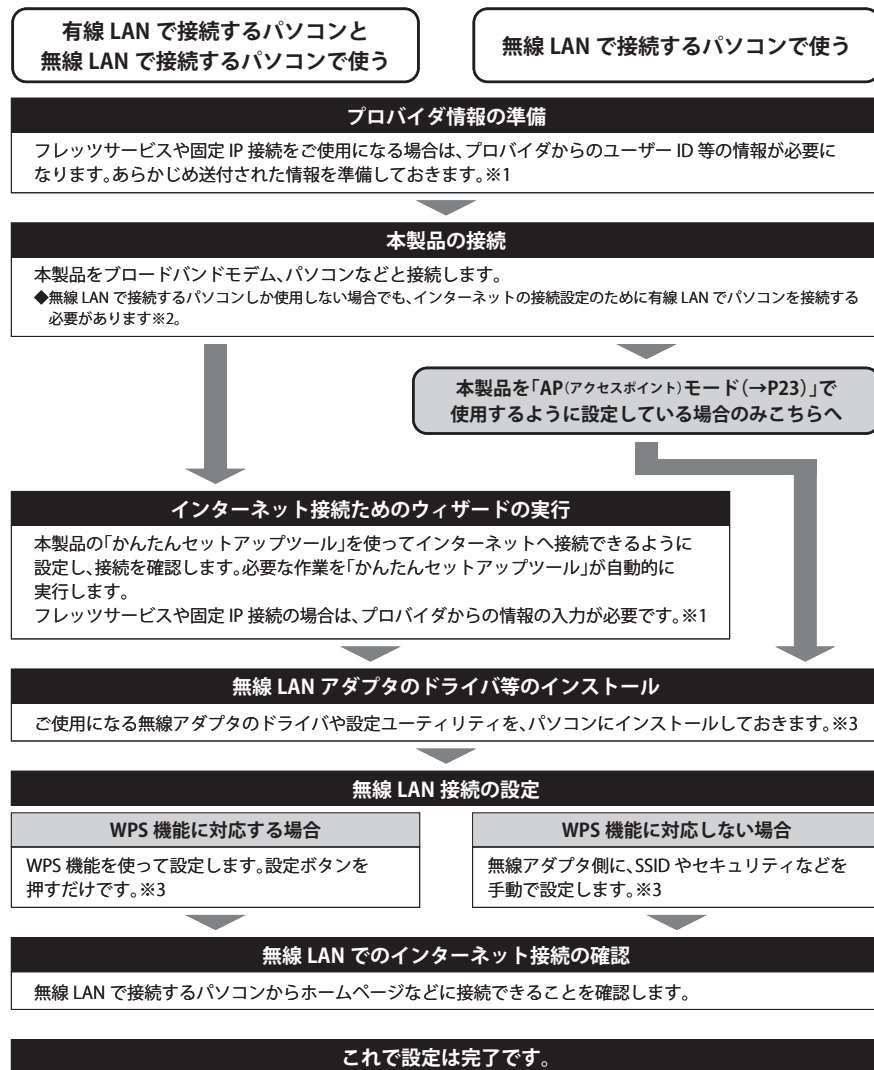 有線 LAN で接続するパソコンと
無線 LAN で接続するパソコンで使う
無線 LAN で接続するパソコンで使う
プロバイダ情報の準備
フレッツサービスや固定 IP 接続をご使用になる場合は、プロバイダからのユーザー ID 等の情報が必要に
なります。あらかじめ送付された情報を準備しておきます。※1
本製品の接続
本製品をブロードバンドモデム、パソコンなどと接続します。
◆無線 LAN で接続するパソコンしか使用しない場合でも、インターネットの接続設定のために有線 LAN でパソコンを接続する
必要があります※2。
本製品を「AP(アクセスポイント)モード(→P23)」で
使用するように設定している場合のみこちらへ
インターネット接続ためのウィザードの実行
本製品の「かんたんセットアップツール」を使ってインターネットへ接続できるように
設定し、接続を確認します。必要な作業を「かんたんセットアップツール」が自動的に
実行します。
フレッツサービスや固定 IP 接続の場合は、プロバイダからの情報の入力が必要です。※1
無線 LAN アダプタのドライバ等のインストール
ご使用になる無線アダプタのドライバや設定ユーティリティを、パソコンにインストールしておきます。※3
無線 LAN 接続の設定
WPS 機能に対応する場合
WPS 機能を使って設定します。設定ボタンを
押すだけです。※3
WPS 機能に対応しない場合
無線アダプタ側に、SSID やセキュリティなどを
手動で設定します。※3
無線 LAN でのインターネット接続の確認
無線 LAN で接続するパソコンからホームページなどに接続できることを確認します。
これで設定は完了です。